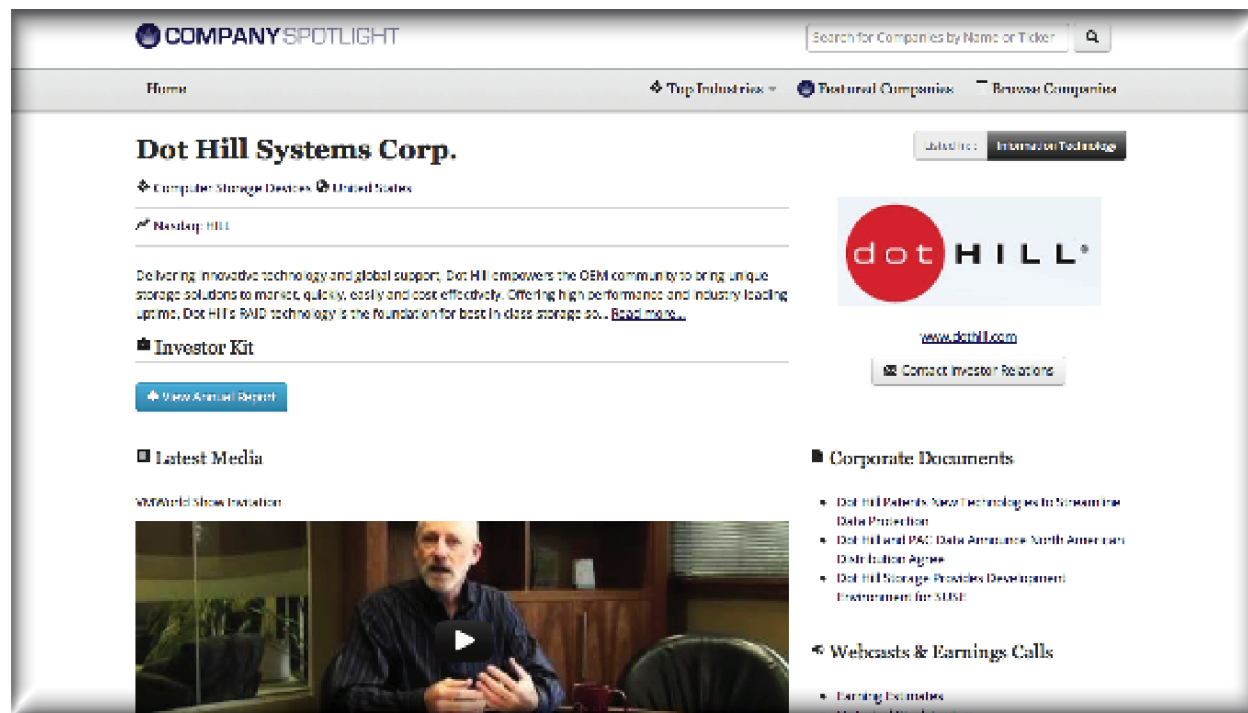 COMPANYSPOTLIGHT
Search for Companies by Name or Ticker
Home
Top Industries
Featured Companies
Browse Companies
Dot Hill Systems Corp.
Listed in:
Information Technology
Computer Storage Devices
United States
Nasdaq: HILL
Delivering innovative technology and global support, Dot Hill empowers the OEM community to bring unique
storage solutions to market, quickly, easily and cost effectively. Offering high performance and industry-leading
uptime, Dot Hill's RAID technology is the foundation for best-in-class storage so... Read more...
Investor Kit
View Annual Report
dot HILL®
www.dothill.com
Contact Investor Relations
Latest Media
VMWorld Show Invitation
Corporate Documents
Dot Hill Patents New Technologies to Streamline
Data Protection
Dot Hill and PAC Data Announce North American
Distribution Agree
Dot Hill Storage Provides Development
Environment for SUSE
Webcasts & Earnings Calls
Earning Estimates